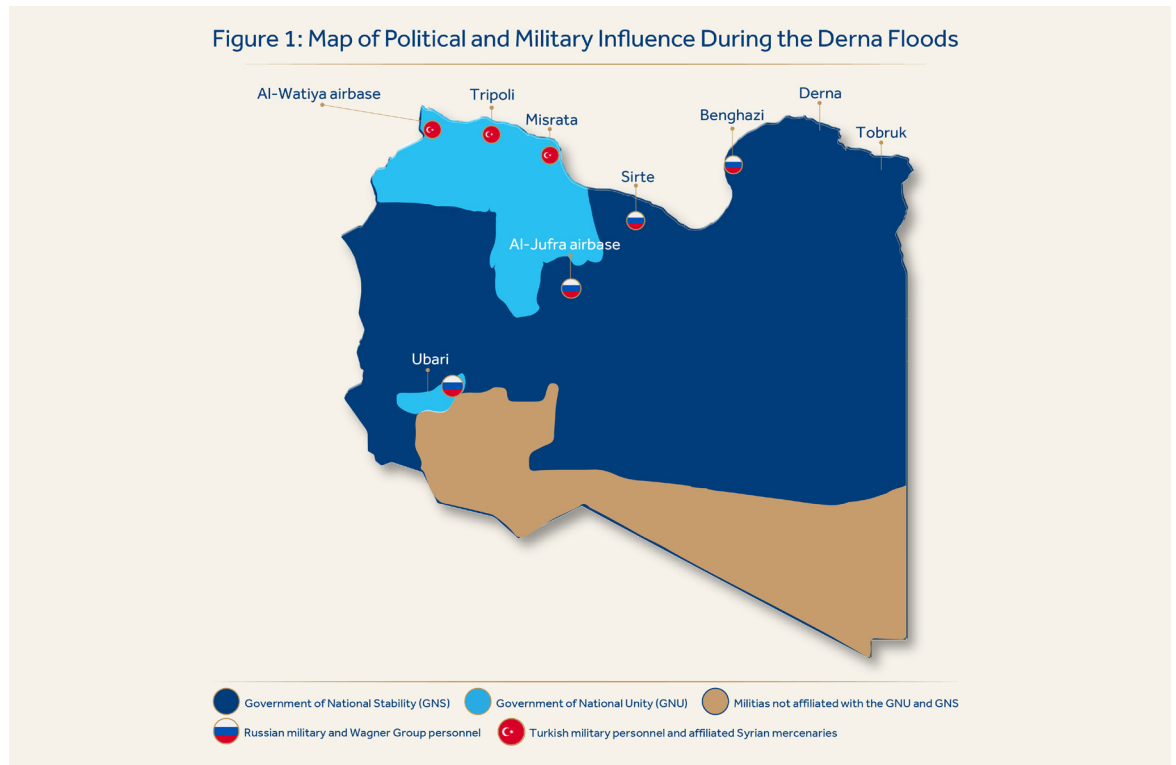 Figure 1: Map of Political and Military Influence During the Derna Floods
Al-Watiya airbase
Tripoli
Misrata
Sirte
Benghazi
Derna
Tobruk
Al-Jufra airbase
Ubari
Government of National Stability (GNS)
Government of National Unity (GNU)
Militias not affiliated with the GNU and GNS
Russian military and Wagner Group personnel
Turkish military personnel and affiliated Syrian mercenaries